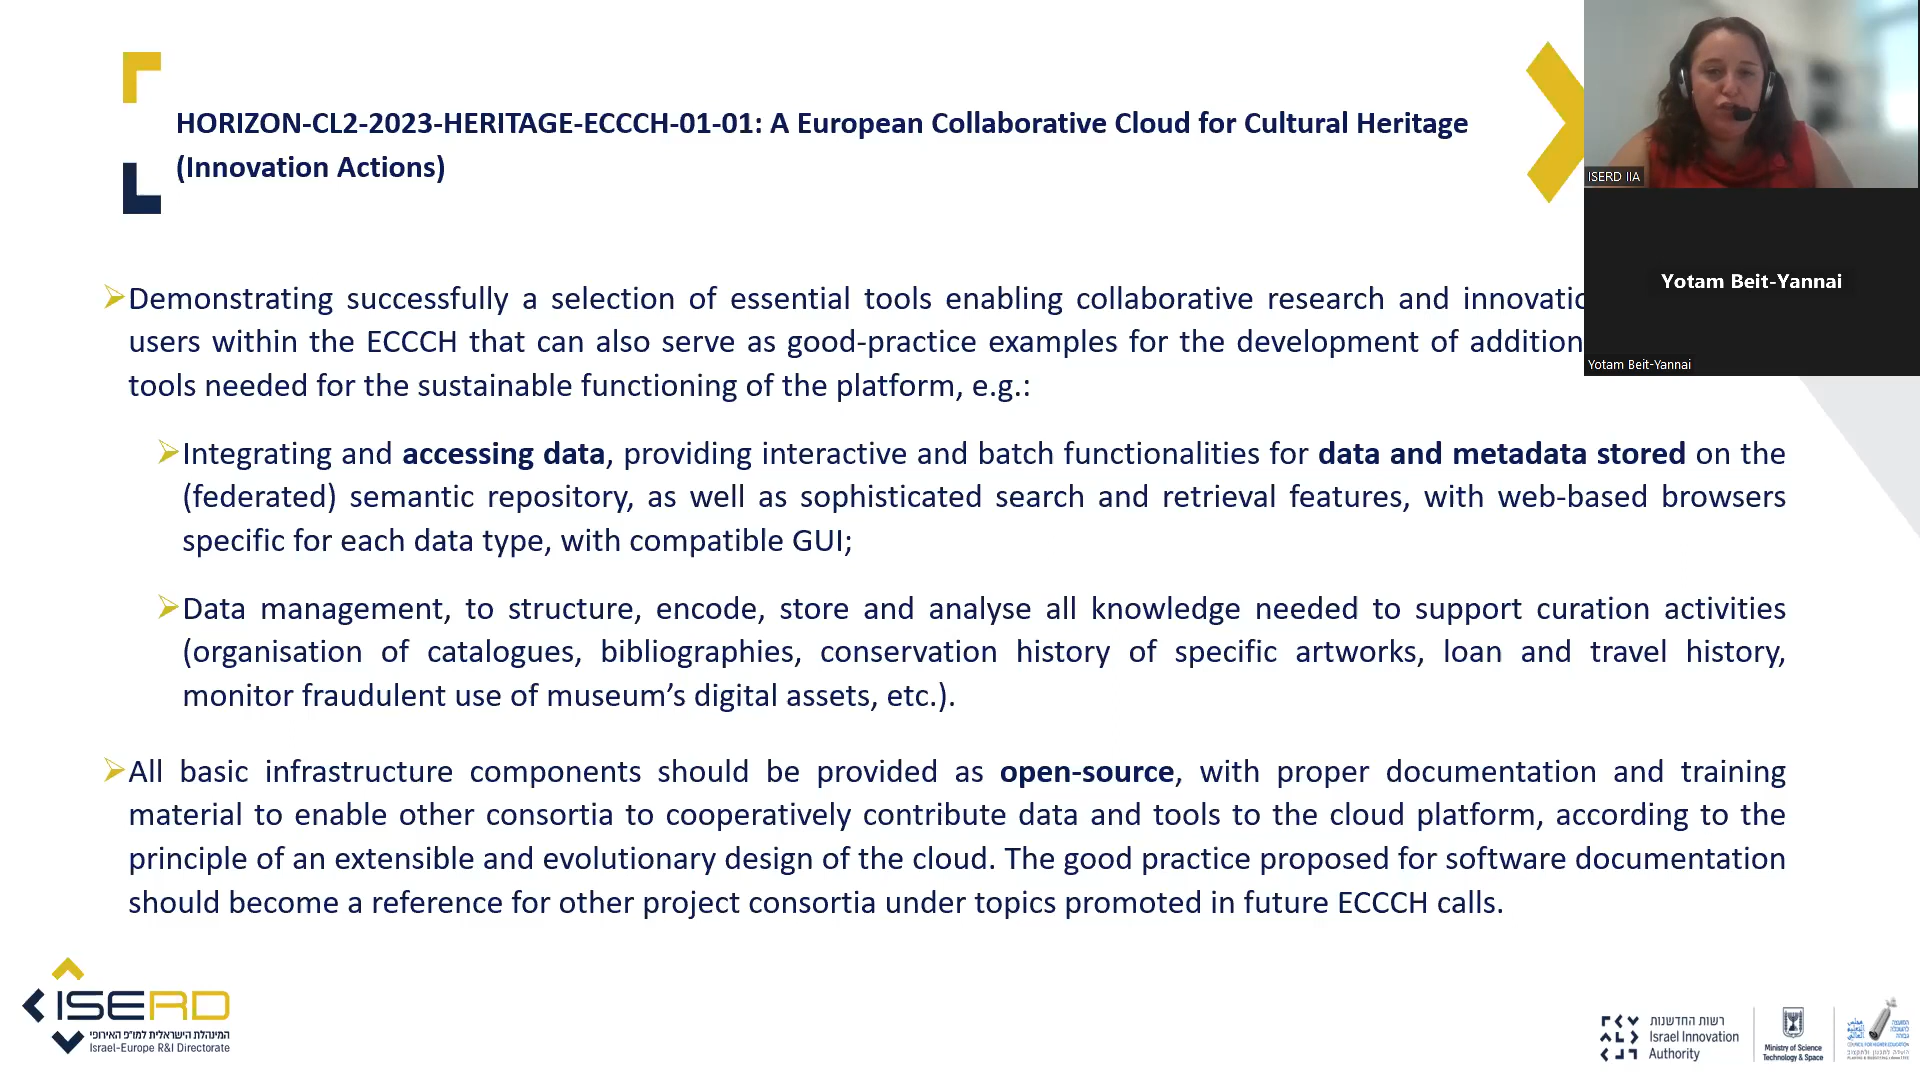 HORIZON-CL2-2023-HERITAGE-ECCCH-01-01: A European Collaborative Cloud for Cultural Heritage
(Innovation Actions)
ISERD IIA
Yotam Beit-Yannai
Yotam Beit-Yannai
Demonstrating successfully a selection of essential tools enabling collaborative research and
users within the ECCCH that can also serve as good-practice examples for the development of
tools needed for the sustainable functioning of the platform, e.g.:
Integrating and accessing data, providing interactive and batch functionalities for data and metadata stored on the
(federated) semantic repository, as well as sophisticated search and retrieval features, with web-based browsers
specific for each data type, with compatible GUI;
Data management, to structure, encode, store and analyse all knowledge needed to support curation activities
(organisation of catalogues, bibliographies, conservation history of specific artworks, loan and travel history,
monitor fraudulent use of museum’s digital assets, etc.).
All basic infrastructure components should be provided as open-source, with proper documentation and training
material to enable other consortia to cooperatively contribute data and tools to the cloud platform, according to the
principle of an extensible and evolutionary design of the cloud. The good practice proposed for software documentation
should become a reference for other project consortia under topics promoted in future ECCCH calls.
ISERD
המינהלת הישראלית למו״פ האירופי
Israel-Europe R&I Directorate
רשות החדשנות
Israel Innovation
Authority
Ministry of Science
Technology & Space